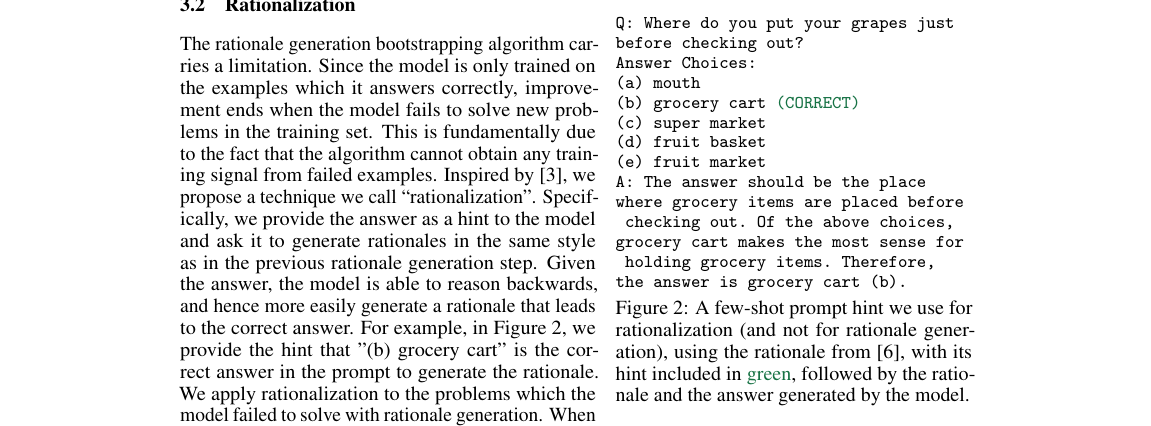 3.2 Rationalization
The rationale generation bootstrapping algorithm car-
ries a limitation. Since the model is only trained on
the examples which it answers correctly, improve-
ment ends when the model fails to solve new prob-
lems in the training set. This is fundamentally due
to the fact that the algorithm cannot obtain any train-
ing signal from failed examples. Inspired by [3], we
propose a technique we call “rationalization”. Specif-
ically, we provide the answer as a hint to the model
and ask it to generate rationales in the same style
as in the previous rationale generation step. Given
the answer, the model is able to reason backwards,
and hence more easily generate a rationale that leads
to the correct answer. For example, in Figure 2, we
provide the hint that ”(b) grocery cart” is the cor-
rect answer in the prompt to generate the rationale.
We apply rationalization to the problems which the
model failed to solve with rationale generation. When
Q: Where do you put your grapes just
before checking out?
Answer Choices:
(a) mouth
(b) grocery cart (CORRECT)
(c) super market
(d) fruit basket
(e) fruit market
A: The answer should be the place
where grocery items are placed before
checking out. Of the above choices,
grocery cart makes the most sense for
holding grocery items. Therefore,
the answer is grocery cart (b).
Figure 2: A few-shot prompt hint we use for
rationalization (and not for rationale gener-
ation), using the rationale from [6], with its
hint included in green, followed by the ratio-
nale and the answer generated by the model.